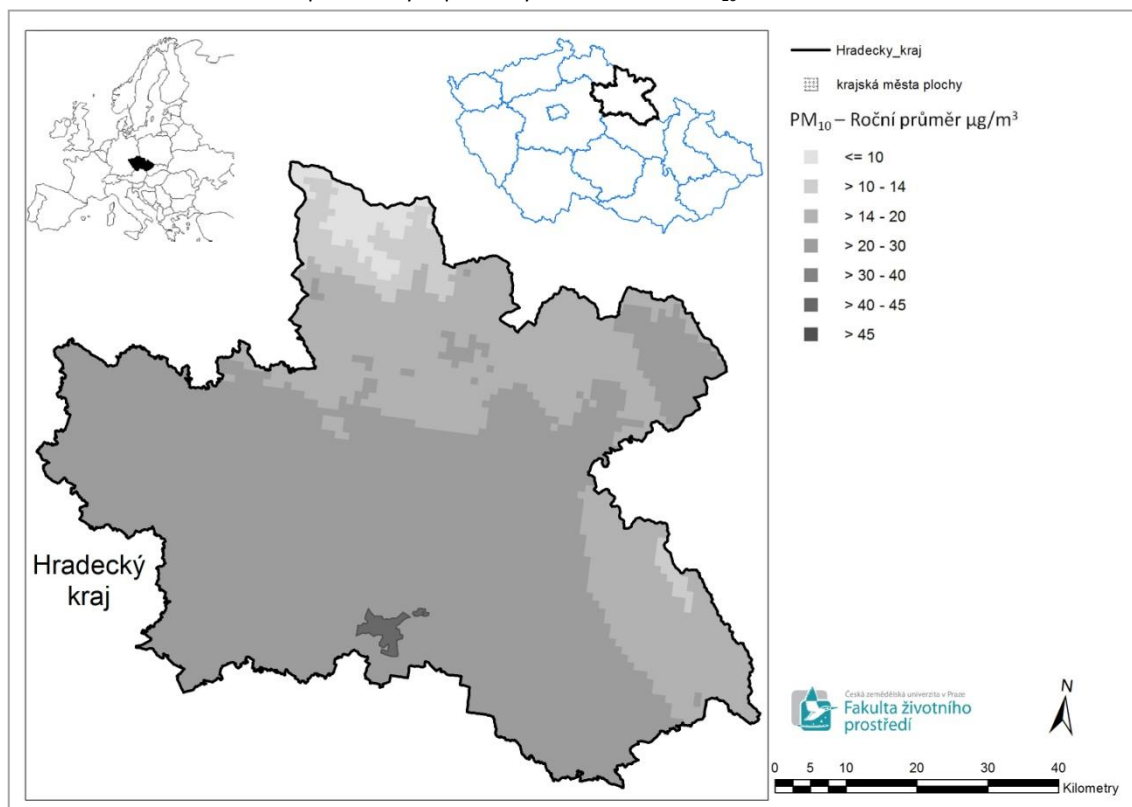 Hradecky_kraj
krajská města plochy
PM₁₀ – Roční průměr µg/m³
<= 10
> 10 - 14
> 14 - 20
> 20 - 30
> 30 - 40
> 40 - 45
> 45
Hradecký
kraj
Česká zemědělská univerzita v Praze
Fakulta životního
prostředí
N
0 5 10 20 30 40
Kilometry